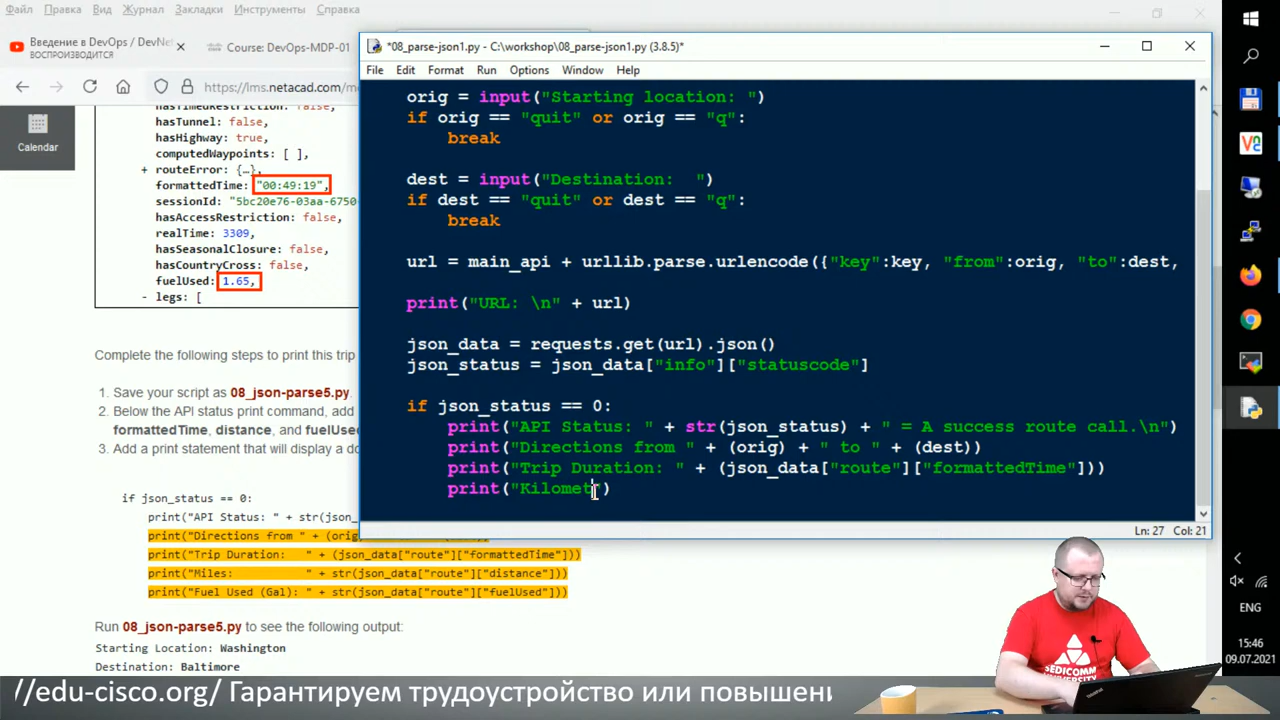 Файл Правка Вид Журнал Закладки Инструменты Справка
Введение в DevOps / DevNet
ВОСПРОИЗВОДИТСЯ
Course: DevOps-MDP-01
https://lms.netacad.com/m
Calendar
hasTunnel: false,
hasHighway: true,
computedWaypoints: [ ],
+ routeError: {…},
formattedTime: "00:49:19",
sessionId: "5bc20e76-03aa-6750
hasAccessRestriction: false,
realTime: 3309,
hasSeasonalClosure: false,
hasCountryCross: false,
fuelUsed: 1.65,
- legs: [
Complete the following steps to print this trip
1. Save your script as 08_json-parse5.py.
2. Below the API status print command, add
formattedTime, distance, and fuelUsed
3. Add a print statement that will display a do
if json_status == 0:
print("API Status: " + str(json_
print("Directions from " + (orig
print("Trip Duration: " + (json_data["route"]["formattedTime"]))
print("Miles: " + str(json_data["route"]["distance"]))
print("Fuel Used (Gal): " + str(json_data["route"]["fuelUsed"]))
Run 08_json-parse5.py to see the following output:
Starting Location: Washington
Destination: Baltimore
*08_parse-json1.py - C:\workshop\08_parse-json1.py (3.8.5)*
File Edit Format Run Options Window Help
orig = input("Starting location: ")
if orig == "quit" or orig == "q":
break
dest = input("Destination:  ")
if dest == "quit" or dest == "q":
break
url = main_api + urllib.parse.urlencode({"key":key, "from":orig, "to":dest,
print("URL: \n" + url)
json_data = requests.get(url).json()
json_status = json_data["info"]["statuscode"]
if json_status == 0:
print("API Status: " + str(json_status) + " = A success route call.\n")
print("Directions from " + (orig) + " to " + (dest))
print("Trip Duration: " + (json_data["route"]["formattedTime"]))
print("Kilomet")
Ln: 27 Col: 21
ENG
15:46
09.07.2021
SEDICOMM
UNIVERSITY
//edu-cisco.org/ Гарантируем трудоустройство или повышени